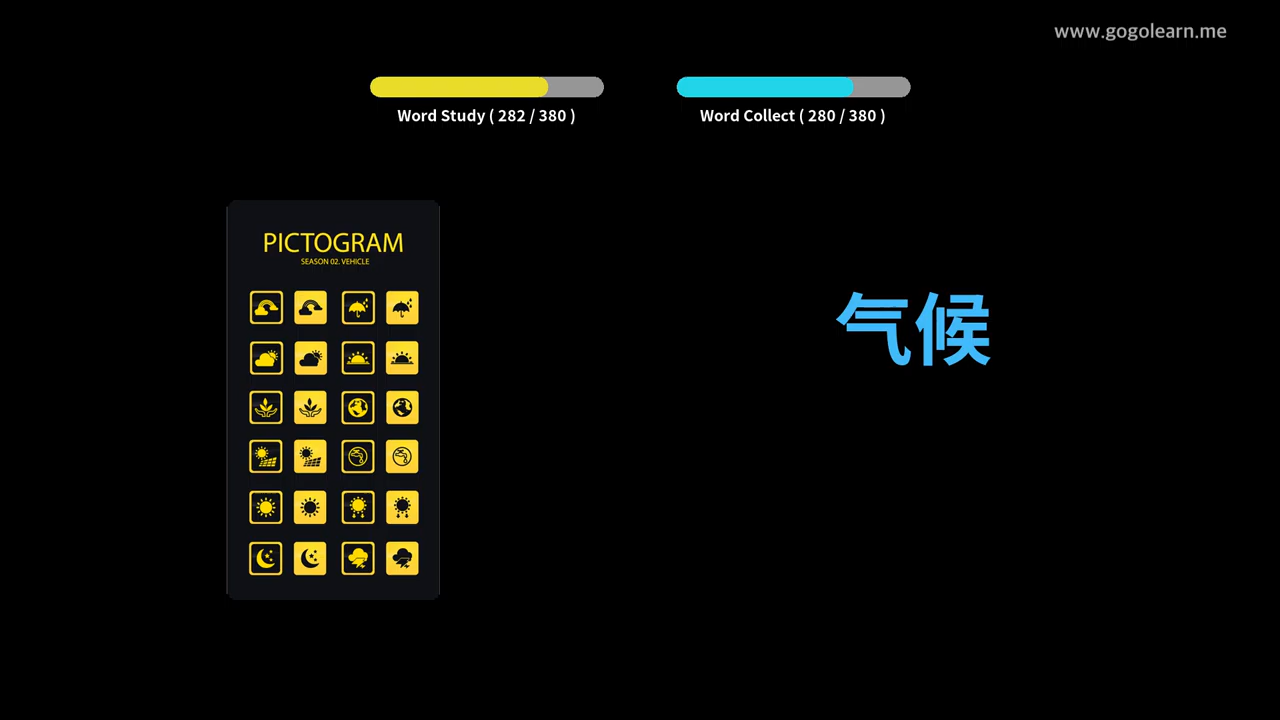 www.gogolearn.me
Word Study ( 282 / 380 )
Word Collect ( 280 / 380 )
PICTOGRAM
SEASON 02. VEHICLE
气候